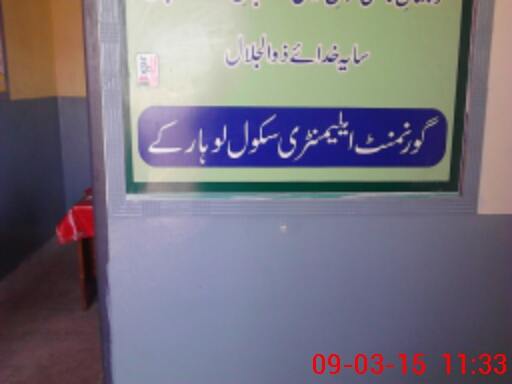 سایہ خدائے ذوالجلال
گورنمنٹ ایلیمنٹری سکول لوہارکے
09-03-15 11:33